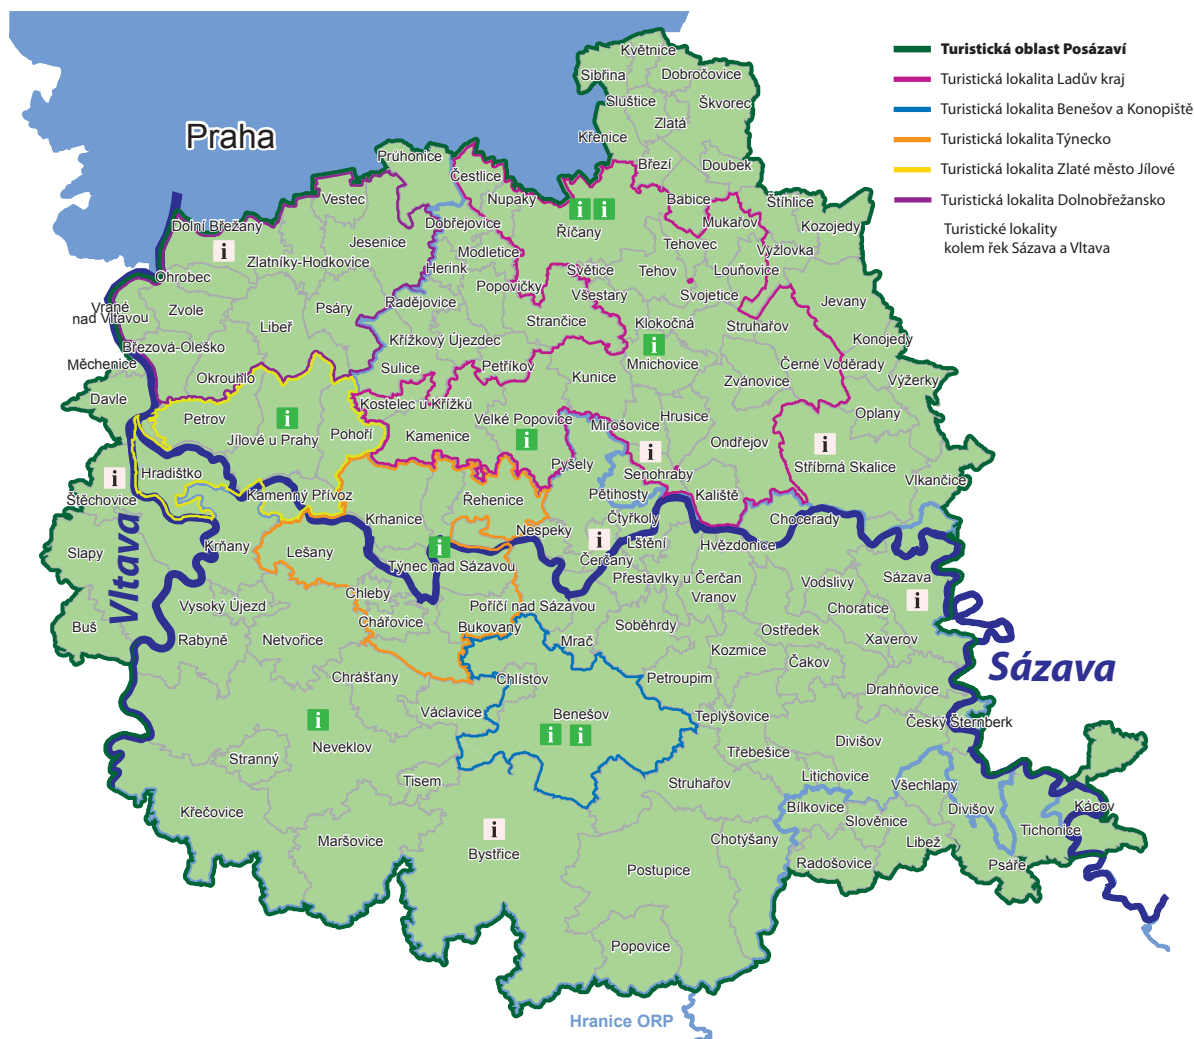 Praha
Turistická oblast Posázaví
Turistická lokalita Ladův kraj
Turistická lokalita Benešov a Konopiště
Turistická lokalita Týnecko
Turistická lokalita Zlaté město Jílové
Turistická lokalita Dolnobřežansko
Turistické lokality
kolem řek Sázava a Vltava
Květnice
Sibřina
Dobročovice
Sluštice
Škvorec
Zlatá
Křenice
Průhonice
Březí
Doubek
Čestlice
Vestec
Nupaky
Babice
Štíhlice
Dolní Břežany
i
i
i
Říčany
Dobřejovice
Mukařov
Kozojedy
Jesenice
Tehovec
Modletice
Vyžlovka
Zlatníky-Hodkovice
Herink
Světice
Tehov
Louňovice
Ohrobec
Popovičky
Všestary
Svojetice
Jevany
Vrané
nad Vltavou
Zvole
Psáry
Radějovice
Libeř
Strančice
Klokočná
Struhařov
Křížkový Újezdec
Konojedy
Březová-Oleško
i
Měchenice
Sulice
Petříkov
Mnichovice
Černé Voděrady
Okrouhlo
Kunice
Zvánovice
Výžerky
Davle
Kostelec u Křížků
Petrov
i
Velké Popovice
Mirošovice
Hrusice
Oplany
Jílové u Prahy
Pohoří
Kamenice
i
Ondřejov
i
i
Pyšely
Senohraby
Stříbrná Skalice
Hradištko
i
Vlkančice
Štěchovice
Kamenný Přívoz
Řehenice
Pětihosty
Kaliště
Krhanice
Nespeky
Čtyřkoly
Chocerady
Vltava
Krňany
Lešany
i
i
Lštění
Hvězdonice
Slapy
Týnec nad Sázavou
Čerčany
Přestavlky u Čerčan
Sázava
i
Vodslivy
Chleby
Vranov
Vysoký Újezd
Poříčí nad Sázavou
Choratice
Buš
Chářovice
Bukovany
Soběhrdy
Ostředek
Rabyně
Netvořice
Mrač
Xaverov
Kozmice
Čakov
Sázava
Chrášťany
Chlístov
Petroupim
Drahňovice
Václavice
Benešov
Teplýšovice
Český Šternberk
i
i
i
Neveklov
Divišov
Třebešice
Stranný
Tisem
Struhařov
Litichovice
Všechlapy
Křečovice
Bílkovice
Divišov
Kácov
Slověnice
i
Tichonice
Maršovice
Bystřice
Chotýšany
Libež
Radošovice
Psáře
Postupice
Popovice
Hranice ORP